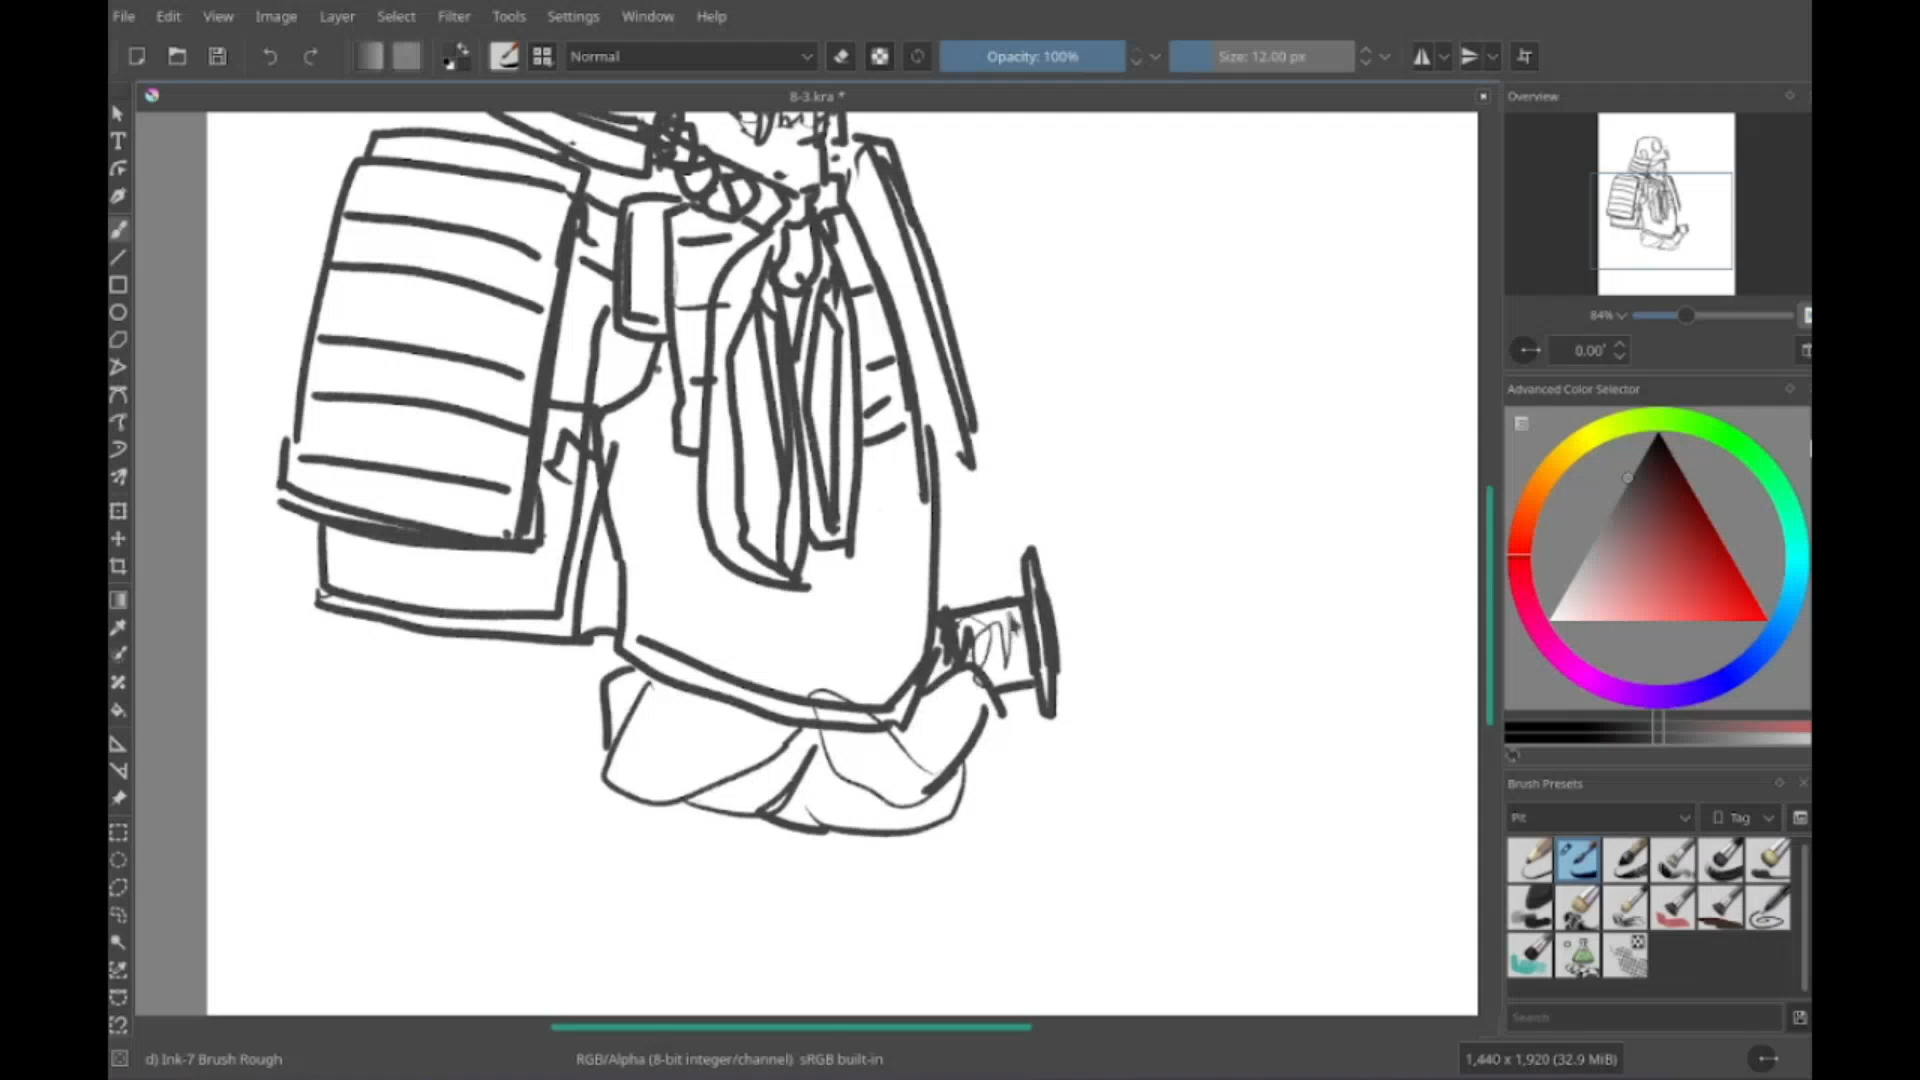 File Edit View Image Layer Select Filter Tools Settings Window Help
Normal Opacity: 100% Size: 12.00 px
8-3.kra *
Overview
84%
0.00°
Advanced Color Selector
Brush Presets
Pit Tag
Search
d) Ink-7 Brush Rough RGB/Alpha (8-bit integer/channel) sRGB built-in 1,440 x 1,920 (32.9 MiB)